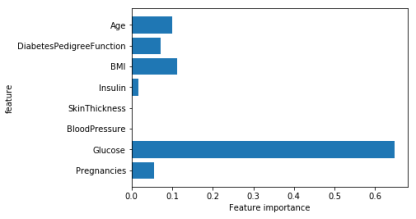 Age
DiabetesPedigreeFunction
BMI
Insulin
SkinThickness
BloodPressure
Glucose
Pregnancies
feature
0.0 0.1 0.2 0.3 0.4 0.5 0.6
Feature importance